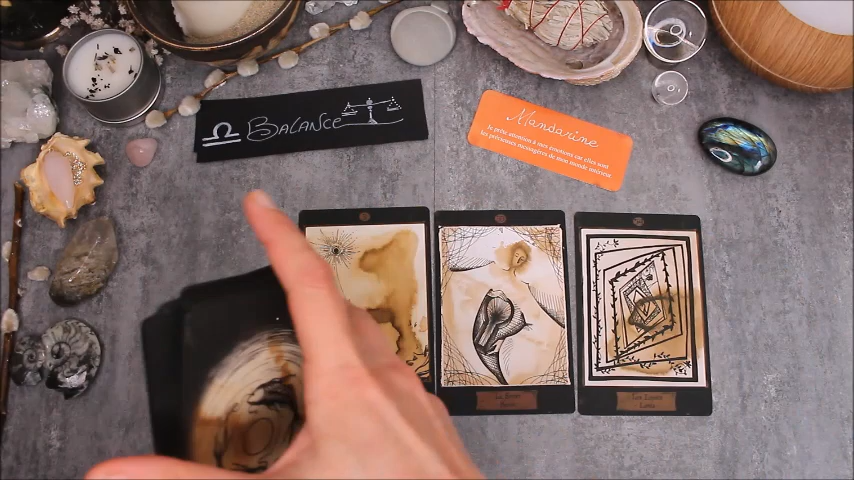 ♎ Balance
Mandarine
Je prête attention à mes émotions car elles sont
les précieuses messagères de mon monde intérieur